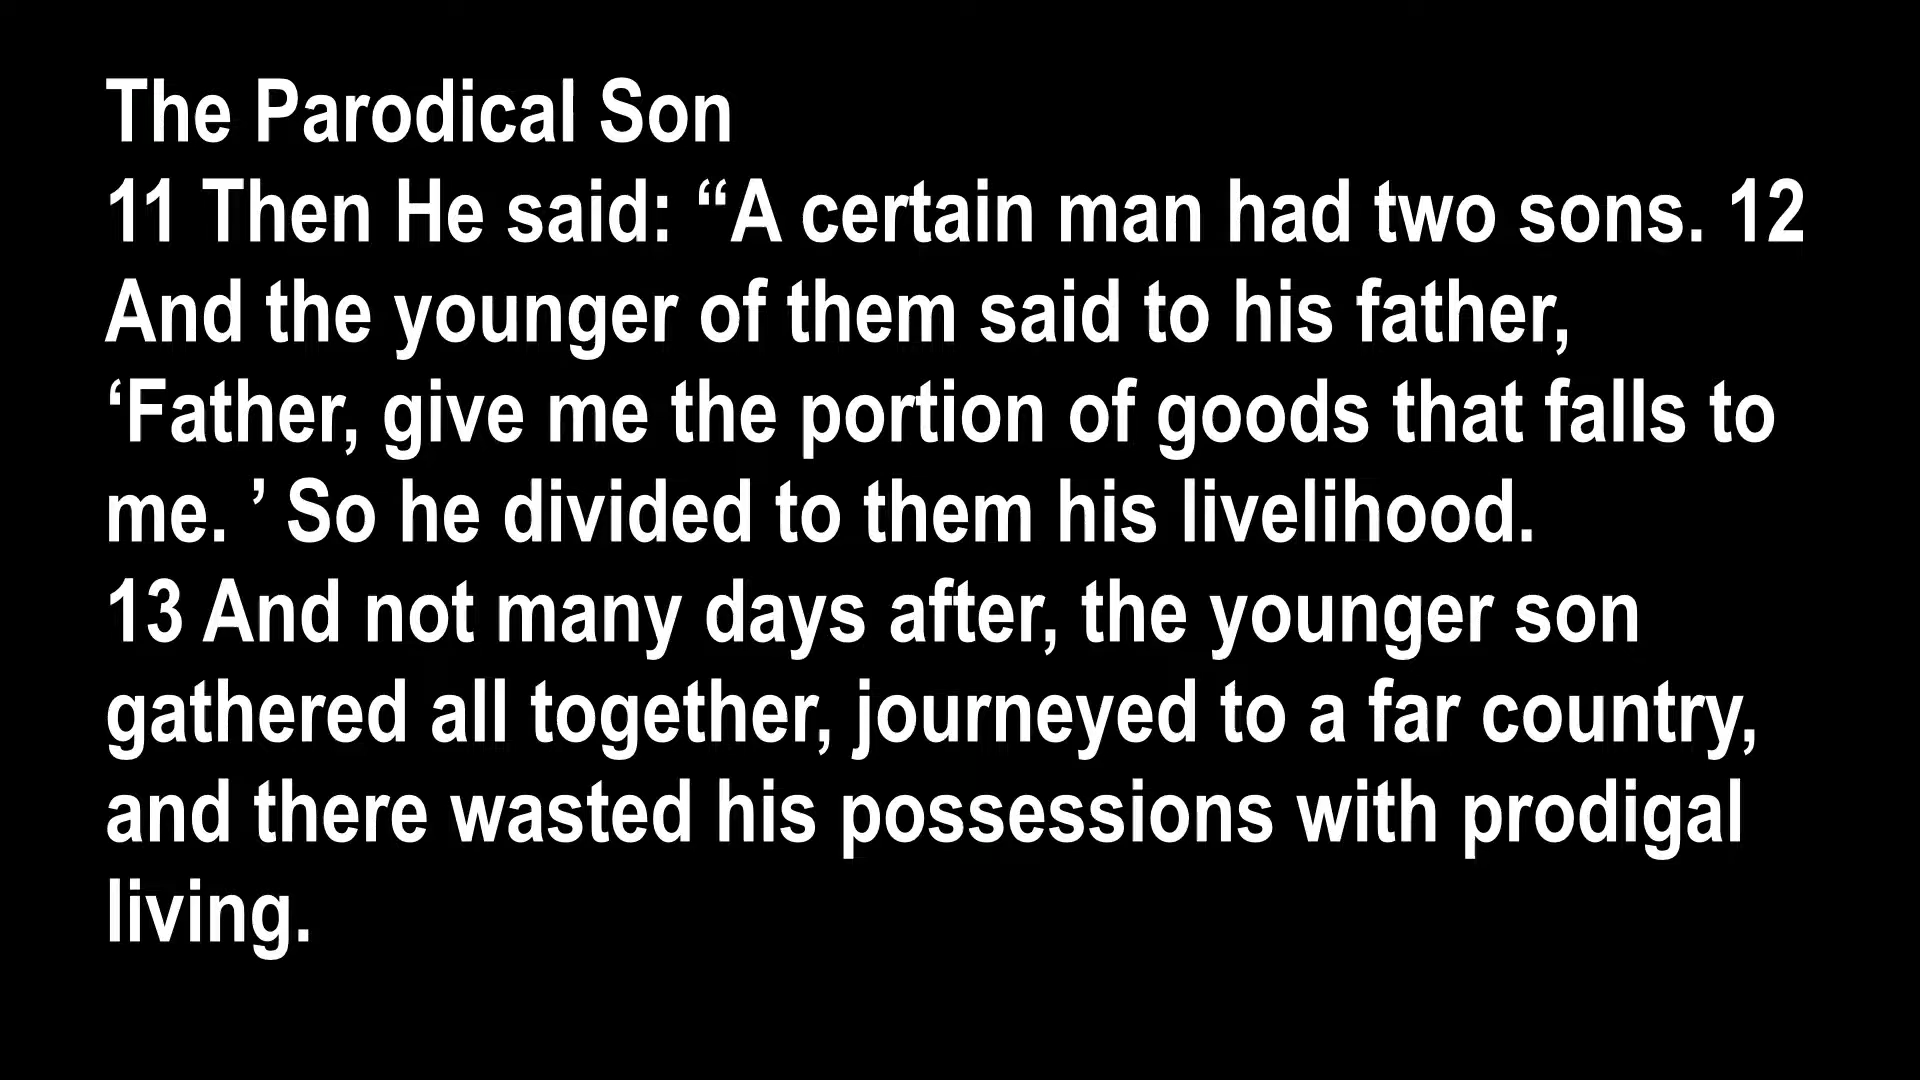 The Parodical Son
11 Then He said: “A certain man had two sons. 12
And the younger of them said to his father,
‘Father, give me the portion of goods that falls to
me. ’ So he divided to them his livelihood.
13 And not many days after, the younger son
gathered all together, journeyed to a far country,
and there wasted his possessions with prodigal
living.